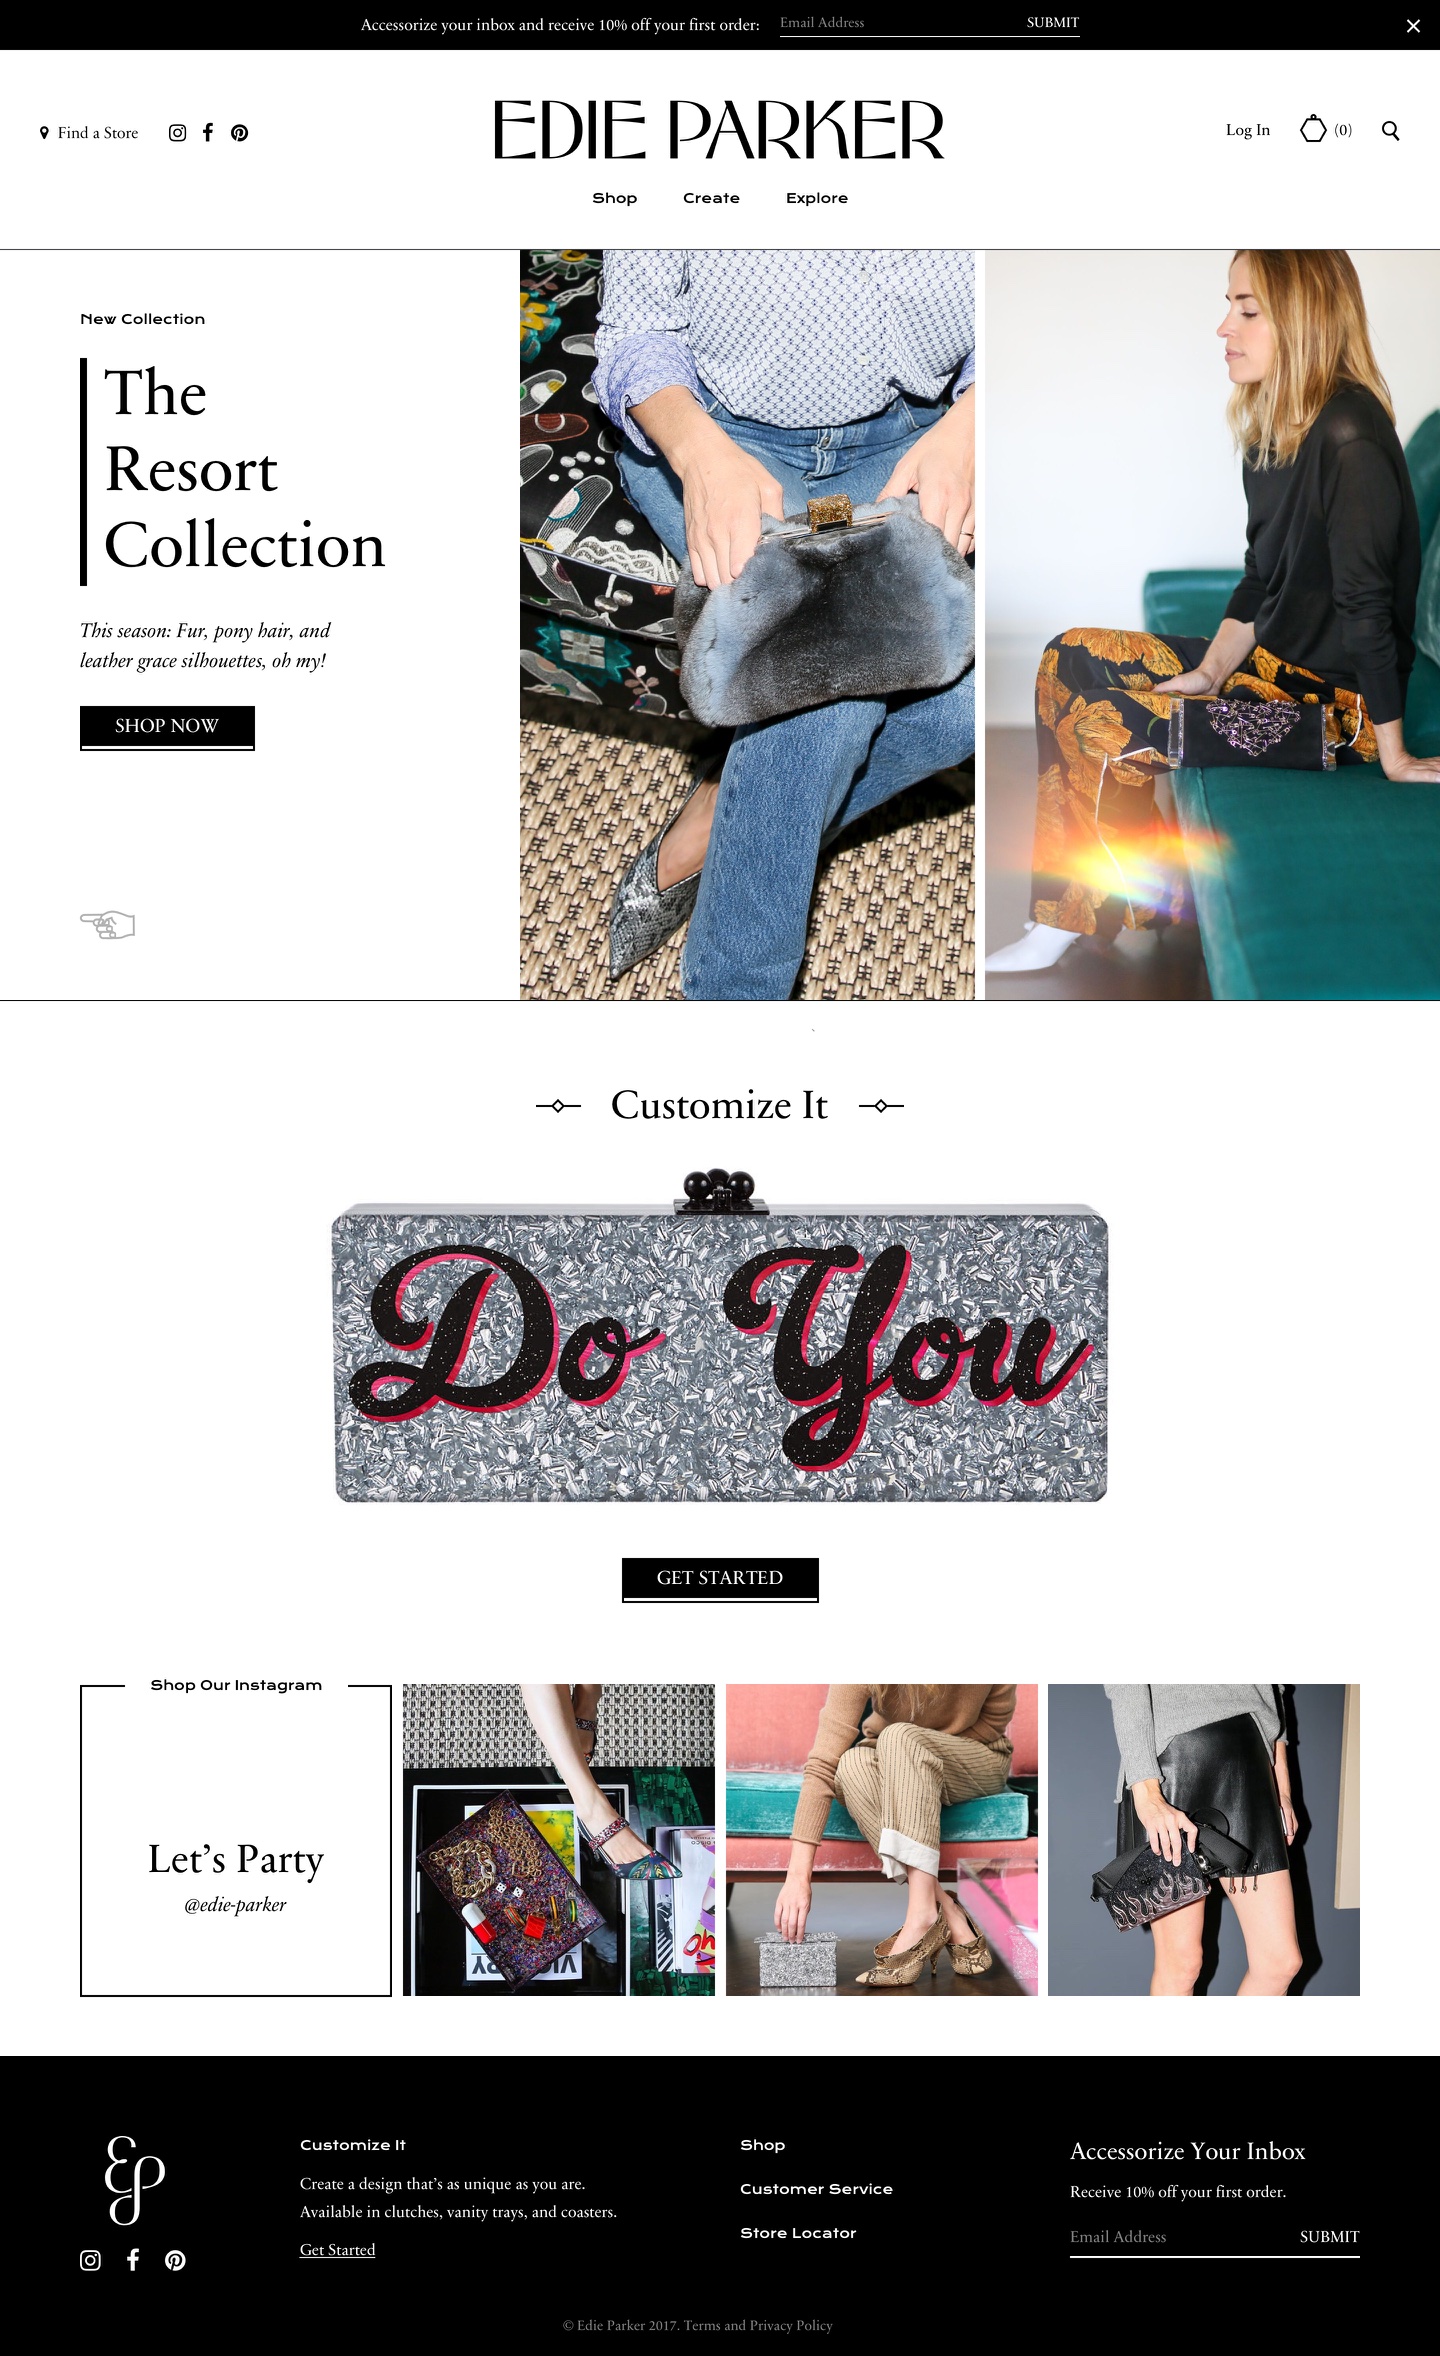 Accessorize your inbox and receive 10% off your first order:
Email Address
SUBMIT
Find a Store
EDIE PARKER
Log In
(0)
Shop
Create
Explore
New Collection
The
Resort
Collection
This season: Fur, pony hair, and
leather grace silhouettes, oh my!
SHOP NOW
Customize It
Do You
GET STARTED
Shop Our Instagram
Let’s Party
@edie-parker
Customize It
Create a design that’s as unique as you are.
Available in clutches, vanity trays, and coasters.
Get Started
Shop
Customer Service
Store Locator
Accessorize Your Inbox
Receive 10% off your first order.
Email Address
SUBMIT
© Edie Parker 2017. Terms and Privacy Policy